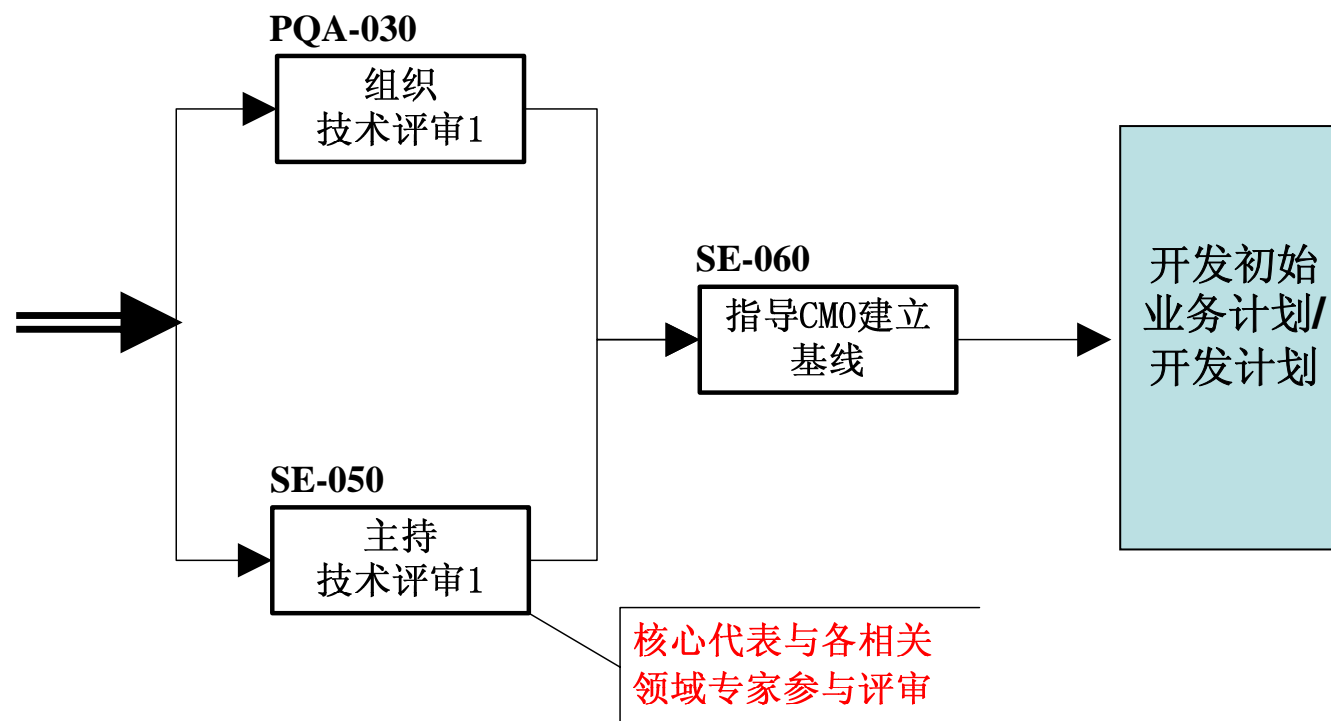 PQA-030
组织
技术评审1
SE-060
指导CMO建立
基线
开发初始
业务计划/
开发计划
SE-050
主持
技术评审1
核心代表与各相关
领域专家参与评审